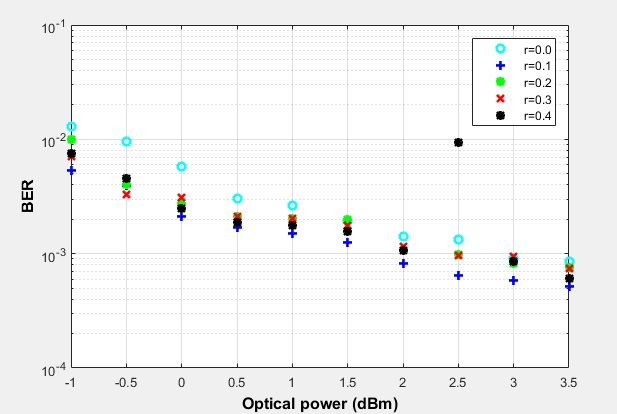 10^-1
10^-2
10^-3
10^-4
BER
r=0.0
r=0.1
r=0.2
r=0.3
r=0.4
-1 -0.5 0 0.5 1 1.5 2 2.5 3 3.5
Optical power (dBm)